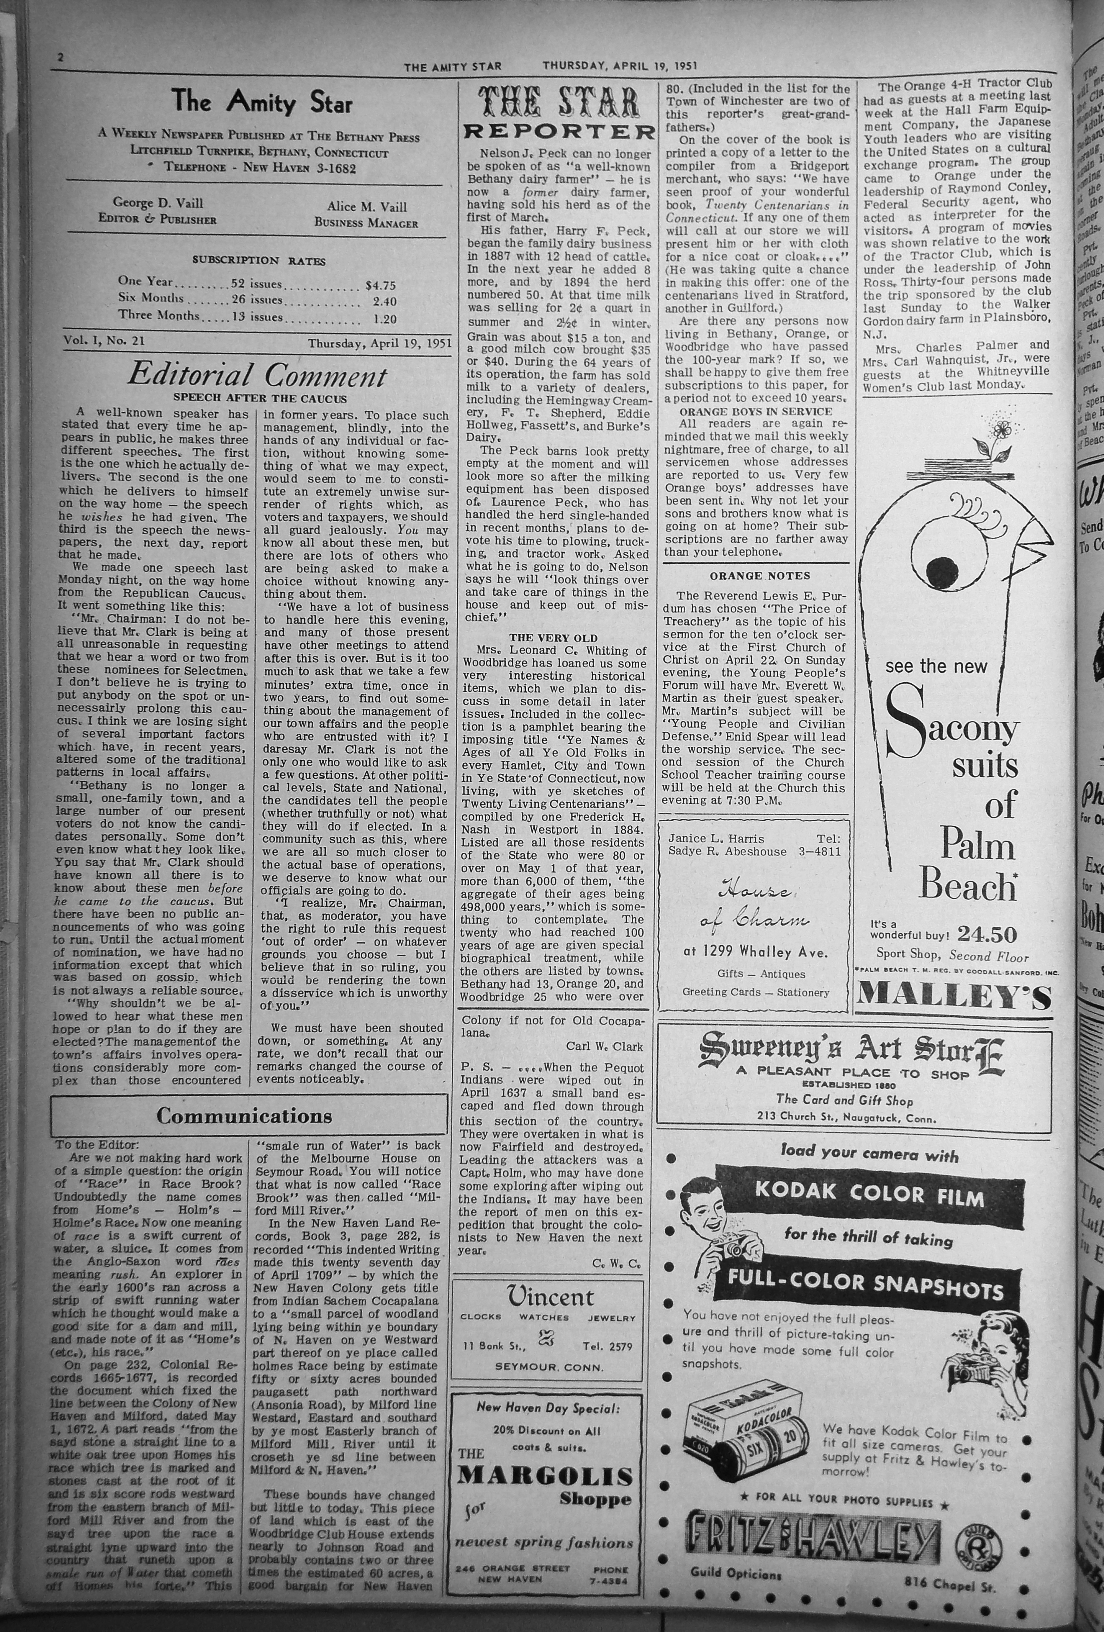 2
THE AMITY STAR THURSDAY, APRIL 19, 1951
The Amity Star
A WEEKLY NEWSPAPER PUBLISHED AT THE BETHANY PRESS
LITCHFIELD TURNPIKE, BETHANY, CONNECTICUT
TELEPHONE - NEW HAVEN 3-1682
George D. Vaill
EDITOR & PUBLISHER
Alice M. Vaill
BUSINESS MANAGER
SUBSCRIPTION RATES
One Year.........52 issues............$4.75
Six Months.......26 issues............ 2.40
Three Months.....13 issues............ 1.20
Vol. I, No. 21 Thursday, April 19, 1951
Editorial Comment
SPEECH AFTER THE CAUCUS
A well-known speaker has
stated that every time he ap-
pears in public, he makes three
different speeches. The first
is the one which he actually de-
livers. The second is the one
which he delivers to himself
on the way home — the speech
he wishes he had given. The
third is the speech the news-
papers, the next day, report
that he made.
We made one speech last
Monday night, on the way home
from the Republican Caucus.
It went something like this:
"Mr. Chairman: I do not be-
lieve that Mr. Clark is being at
all unreasonable in requesting
that we hear a word or two from
these nominees for Selectmen.
I don't believe he is trying to
put anybody on the spot or un-
necessairly prolong this cau-
cus. I think we are losing sight
of several important factors
which have, in recent years,
altered some of the traditional
patterns in local affairs.
"Bethany is no longer a
small, one-family town, and a
large number of our present
voters do not know the candi-
dates personally. Some don't
even know what they look like.
You say that Mr. Clark should
have known all there is to
know about these men before
he came to the caucus. But
there have been no public an-
nouncements of who was going
to run. Until the actual moment
of nomination, we have had no
information except that which
was based on gossip, which
is not always a reliable source.
"Why shouldn't we be al-
lowed to hear what these men
hope or plan to do if they are
elected? The management of the
town's affairs involves opera-
tions considerably more com-
plex than those encountered
in former years. To place such
management, blindly, into the
hands of any individual or fac-
tion, without knowing some-
thing of what we may expect,
would seem to me to consti-
tute an extremely unwise sur-
render of rights which, as
voters and taxpayers, we should
all guard jealously. You may
know all about these men, but
there are lots of others who
are being asked to make a
choice without knowing any-
thing about them.
"We have a lot of business
to handle here this evening,
and many of those present
have other meetings to attend
after this is over. But is it too
much to ask that we take a few
minutes' extra time, once in
two years, to find out some-
thing about the management of
our town affairs and the people
who are entrusted with it? I
daresay Mr. Clark is not the
only one who would like to ask
a few questions. At other politi-
cal levels, State and National,
the candidates tell the people
(whether truthfully or not) what
they will do if elected. In a
community such as this, where
we are all so much closer to
the actual base of operations,
we deserve to know what our
officials are going to do.
"I realize, Mr. Chairman,
that, as moderator, you have
the right to rule this request
'out of order' — on whatever
grounds you choose — but I
believe that in so ruling, you
would be rendering the town
a disservice which is unworthy
of you."
We must have been shouted
down, or something. At any
rate, we don't recall that our
remarks changed the course of
events noticeably.
Communications
To the Editor:
Are we not making hard work
of a simple question: the origin
of "Race" in Race Brook?
Undoubtedly the name comes
from Home's — Holm's —
Holme's Race. Now one meaning
of race is a swift current of
water, a sluice. It comes from
the Anglo-Saxon word rĀes
meaning rush. An explorer in
the early 1600's ran across a
strip of swift running water
which he thought would make a
good site for a dam and mill,
and made note of it as "Home's
(etc.), his race."
On page 232, Colonial Re-
cords 1665-1677, is recorded
the document which fixed the
line between the Colony of New
Haven and Milford, dated May
1, 1672. A part reads "from the
sayd stone a straight line to a
white oak tree upon Homes his
race which tree is marked and
stones cast at the root of it
and is six score rods westward
from the eastern branch of Mil-
ford Mill River and from the
sayd tree upon the race a
straight lyne upward into the
country that runeth upon a
smale run of Water that cometh
off Homes his forte." This
"smale run of Water" is back
of the Melbourne House on
Seymour Road. You will notice
that what is now called "Race
Brook" was then called "Mil-
ford Mill River."
In the New Haven Land Re-
cords, Book 3, page 282, is
recorded "This indented Writing
made this twenty seventh day
of April 1709" — by which the
New Haven Colony gets title
from Indian Sachem Cocapalana
to a "small parcel of woodland
lying being within ye boundary
of N. Haven on ye Westward
part thereof on ye place called
holmes Race being by estimate
fifty or sixty acres bounded
paugasett path northward
(Ansonia Road), by Milford line
Westard, Eastard and southard
by ye most Easterly branch of
Milford Mill River until it
croseth ye sd line between
Milford & N. Haven."
These bounds have changed
but little to today. This piece
of land which is east of the
Woodbridge Club House extends
nearly to Johnson Road and
probably contains two or three
times the estimated 60 acres, a
good bargain for New Haven
THE STAR
REPORTER
Nelson J. Peck can no longer
be spoken of as "a well-known
Bethany dairy farmer" — he is
now a former dairy farmer,
having sold his herd as of the
first of March.
His father, Harry F. Peck,
began the family dairy business
in 1887 with 12 head of cattle.
In the next year he added 8
more, and by 1894 the herd
numbered 50. At that time milk
was selling for 2¢ a quart in
summer and 2½¢ in winter.
Grain was about $15 a ton, and
a good milch cow brought $35
or $40. During the 64 years of
its operation, the farm has sold
milk to a variety of dealers,
including the Hemingway Cream-
ery, F. T. Shepherd, Eddie
Hollweg, Fassett's, and Burke's
Dairy.
The Peck barns look pretty
empty at the moment and will
look more so after the milking
equipment has been disposed
of. Laurence Peck, who has
handled the herd single-handed
in recent months, plans to de-
vote his time to plowing, truck-
ing, and tractor work. Asked
what he is going to do, Nelson
says he will "look things over
and take care of things in the
house and keep out of mis-
chief."
THE VERY OLD
Mrs. Leonard C. Whiting of
Woodbridge has loaned us some
very interesting historical
items, which we plan to dis-
cuss in some detail in later
issues. Included in the collec-
tion is a pamphlet bearing the
imposing title "Ye Names &
Ages of all Ye Old Folks in
every Hamlet, City and Town
in Ye State of Connecticut, now
living, with ye sketches of
Twenty Living Centenarians" —
compiled by one Frederick H.
Nash in Westport in 1884.
Listed are all those residents
of the State who were 80 or
over on May 1 of that year,
more than 6,000 of them, "the
aggregate of their ages being
498,000 years," which is some-
thing to contemplate. The
twenty who had reached 100
years of age are given special
biographical treatment, while
the others are listed by towns.
Bethany had 13, Orange 20, and
Woodbridge 25 who were over
Colony if not for Old Cocapa-
lana.
Carl W. Clark
P. S. — ....When the Pequot
Indians were wiped out in
April 1637 a small band es-
caped and fled down through
this section of the country.
They were overtaken in what is
now Fairfield and destroyed.
Leading the attackers was a
Capt. Holm, who may have done
some exploring after wiping out
the Indians. It may have been
the report of men on this ex-
pedition that brought the colo-
nists to New Haven the next
year.
C. W. C.
Vincent
CLOCKS WATCHES JEWELRY
11 Bank St., Tel. 2579
SEYMOUR, CONN.
New Haven Day Special:
20% Discount on All
coats & suits.
THE
MARGOLIS
Shoppe
for
newest spring fashions
246 ORANGE STREET PHONE
NEW HAVEN 7-4384
80. (Included in the list for the
Town of Winchester are two of
this reporter's great-grand-
fathers.)
On the cover of the book is
printed a copy of a letter to the
compiler from a Bridgeport
merchant, who says: "We have
seen proof of your wonderful
book, Twenty Centenarians in
Connecticut. If any one of them
will call at our store we will
present him or her with cloth
for a nice coat or cloak...."
(He was taking quite a chance
in making this offer: one of the
centenarians lived in Stratford,
another in Guilford.)
Are there any persons now
living in Bethany, Orange, or
Woodbridge who have passed
the 100-year mark? If so, we
shall be happy to give them free
subscriptions to this paper, for
a period not to exceed 10 years.
ORANGE BOYS IN SERVICE
All readers are again re-
minded that we mail this weekly
nightmare, free of charge, to all
servicemen whose addresses
are reported to us. Very few
Orange boys' addresses have
been sent in. Why not let your
sons and brothers know what is
going on at home? Their sub-
scriptions are no farther away
than your telephone.
ORANGE NOTES
The Reverend Lewis E. Pur-
dum has chosen "The Price of
Treachery" as the topic of his
sermon for the ten o'clock ser-
vice at the First Church of
Christ on April 22. On Sunday
evening, the Young People's
Forum will have Mr. Everett W.
Martin as their guest speaker.
Mr. Martin's subject will be
"Young People and Civilian
Defense." Enid Spear will lead
the worship service. The sec-
ond session of the Church
School Teacher training course
will be held at the Church this
evening at 7:30 P.M.
Janice L. Harris Tel:
Sadye R. Abeshouse 3-4811
House
of Charm
at 1299 Whalley Ave.
Gifts — Antiques
Greeting Cards — Stationery
The Orange 4-H Tractor Club
had as guests at a meeting last
week at the Hall Farm Equip-
ment Company, the Japanese
Youth leaders who are visiting
the United States on a cultural
exchange program. The group
came to Orange under the
leadership of Raymond Conley,
Federal Security agent, who
acted as interpreter for the
visitors. A program of movies
was shown relative to the work
of the Tractor Club, which is
under the leadership of John
Ross. Thirty-four persons made
the trip sponsored by the club
last Sunday to the Walker
Gordon dairy farm in Plainsboro,
N.J.
Mrs. Charles Palmer and
Mrs. Carl Wahnquist, Jr., were
guests at the Whitneyville
Women's Club last Monday.
see the new
Sacony
suits
of
Palm
Beach*
It's a
wonderful buy! 24.50
Sport Shop, Second Floor
*PALM BEACH T. M. REG. BY GOODALL-SANFORD, INC.
MALLEY'S
Sweeney's Art Store
A PLEASANT PLACE TO SHOP
ESTABLISHED 1880
The Card and Gift Shop
213 Church St., Naugatuck, Conn.
load your camera with
KODAK COLOR FILM
for the thrill of taking
FULL-COLOR SNAPSHOTS
You have not enjoyed the full pleas-
ure and thrill of picture-taking un-
til you have made some full color
snapshots.
Kodak
KODACOLOR
SIX 20
We have Kodak Color Film to
fit all size cameras. Get your
supply at Fritz & Hawley's to-
morrow!
★ FOR ALL YOUR PHOTO SUPPLIES ★
FRITZ AND HAWLEY
GUILD OPTICIANS
Guild Opticians 816 Chapel St.